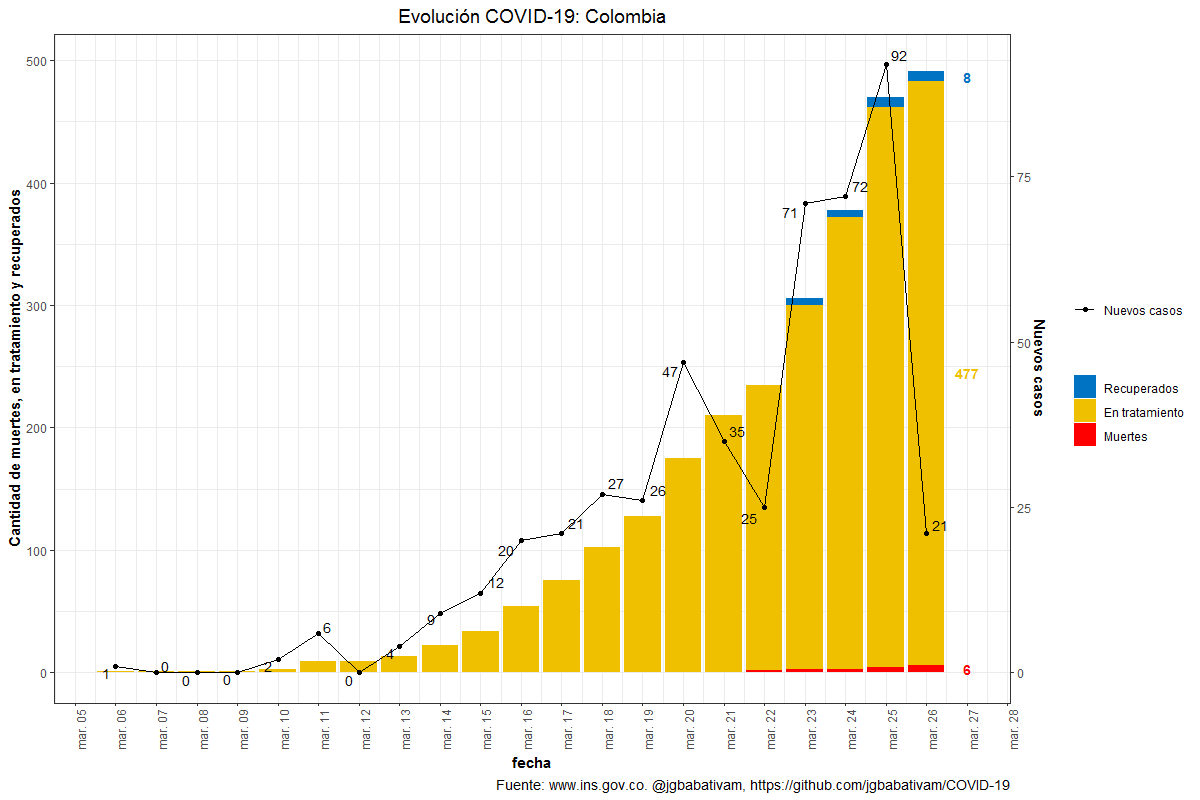 Evolución COVID-19: Colombia
Cantidad de muertes, en tratamiento y recuperados
500
400
300
200
100
0
1
0
0
0
2
6
0
4
9
12
20
21
27
26
47
35
25
71
72
92
21
8
477
6
75
50
25
0
Nuevos casos
Nuevos casos
Recuperados
En tratamiento
Muertes
mar. 05
mar. 06
mar. 07
mar. 08
mar. 09
mar. 10
mar. 11
mar. 12
mar. 13
mar. 14
mar. 15
mar. 16
mar. 17
mar. 18
mar. 19
mar. 20
mar. 21
mar. 22
mar. 23
mar. 24
mar. 25
mar. 26
mar. 27
mar. 28
fecha
Fuente: www.ins.gov.co. @jgbabativam, https://github.com/jgbabativam/COVID-19